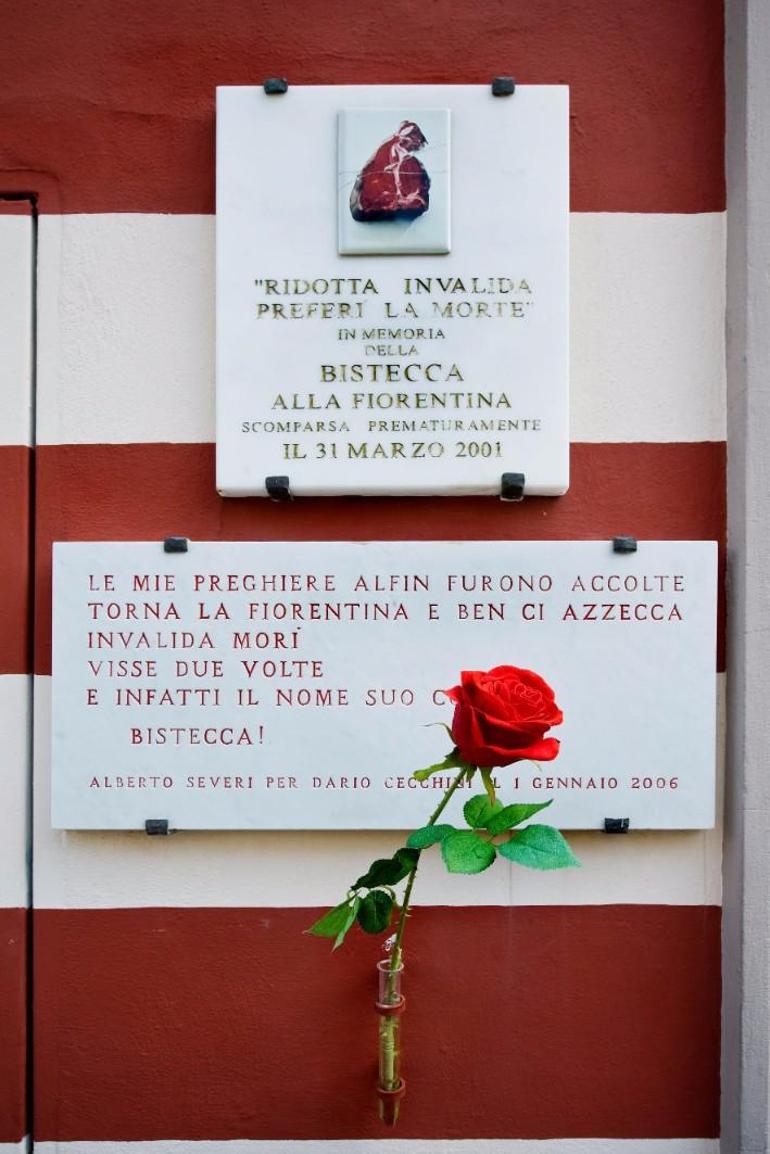 "RIDOTTA INVALIDA
PREFERÌ LA MORTE"
IN MEMORIA
DELLA
BISTECCA
ALLA FIORENTINA
SCOMPARSA PREMATURAMENTE
IL 31 MARZO 2001
LE MIE PREGHIERE ALFIN FURONO ACCOLTE
TORNA LA FIORENTINA E BEN CI AZZECCA
INVALIDA MORÌ
VISSE DUE VOLTE
E INFATTI IL NOME SUO
BISTECCA!
ALBERTO SEVERI PER DARIO CECCHINI IL 1 GENNAIO 2006